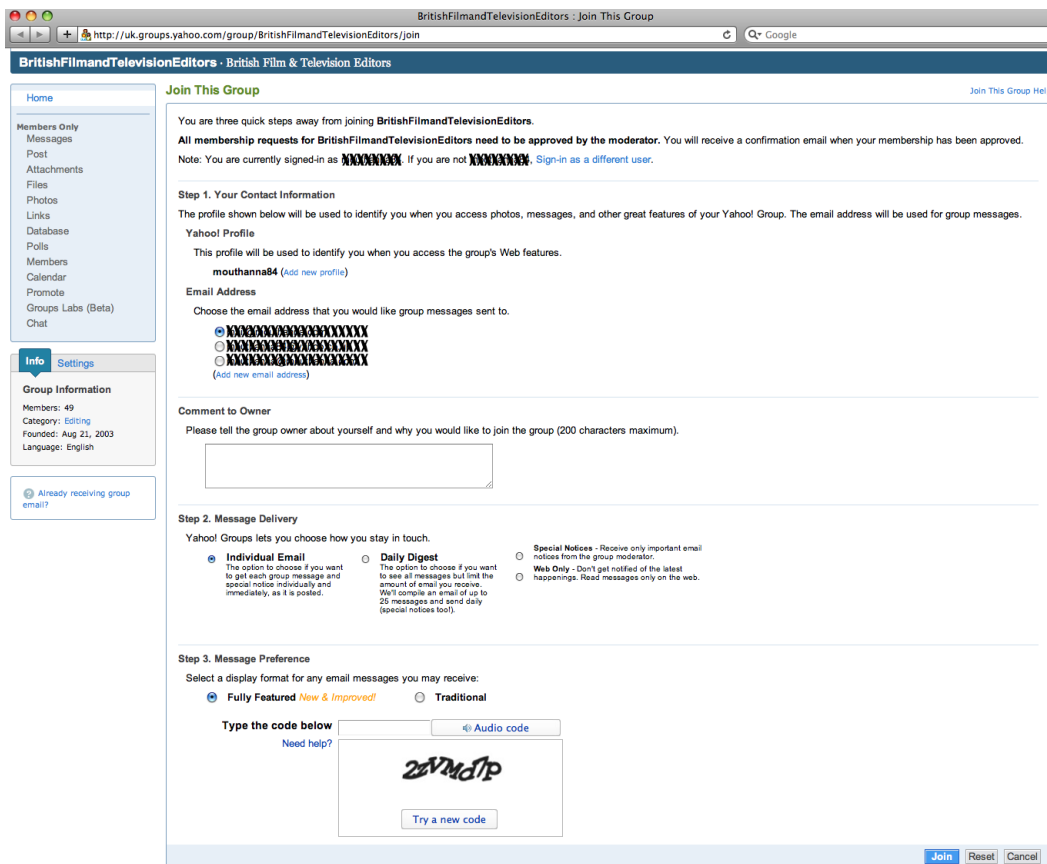 BritishFilmandTelevisionEditors : Join This Group
http://uk.groups.yahoo.com/group/BritishFilmandTelevisionEditors/join
Google
BritishFilmandTelevisionEditors · British Film & Television Editors
Home
Members Only
Messages
Post
Attachments
Files
Photos
Links
Database
Polls
Members
Calendar
Promote
Groups Labs (Beta)
Chat
Info
Settings
Group Information
Members: 49
Category: Editing
Founded: Aug 21, 2003
Language: English
Already receiving group
email?
Join This Group
Join This Group Hel
You are three quick steps away from joining BritishFilmandTelevisionEditors.
All membership requests for BritishFilmandTelevisionEditors need to be approved by the moderator. You will receive a confirmation email when your membership has been approved.
Note: You are currently signed-in as . If you are not , Sign-in as a different user.
Step 1. Your Contact Information
The profile shown below will be used to identify you when you access photos, messages, and other great features of your Yahoo! Group. The email address will be used for group messages.
Yahoo! Profile
This profile will be used to identify you when you access the group's Web features.
mouthanna84 (Add new profile)
Email Address
Choose the email address that you would like group messages sent to.
(Add new email address)
Comment to Owner
Please tell the group owner about yourself and why you would like to join the group (200 characters maximum).
Step 2. Message Delivery
Yahoo! Groups lets you choose how you stay in touch.
Individual Email
The option to choose if you want
to get each group message and
special notice individually and
immediately, as it is posted.
Daily Digest
The option to choose if you want
to see all messages but limit the
amount of email you receive.
We'll compile an email of up to
25 messages and send daily
(special notices too!).
Special Notices - Receive only important email
notices from the group moderator.
Web Only - Don't get notified of the latest
happenings. Read messages only on the web.
Step 3. Message Preference
Select a display format for any email messages you may receive:
Fully Featured New & Improved!
Traditional
Type the code below
Audio code
Need help?
Try a new code
Join
Reset
Cancel